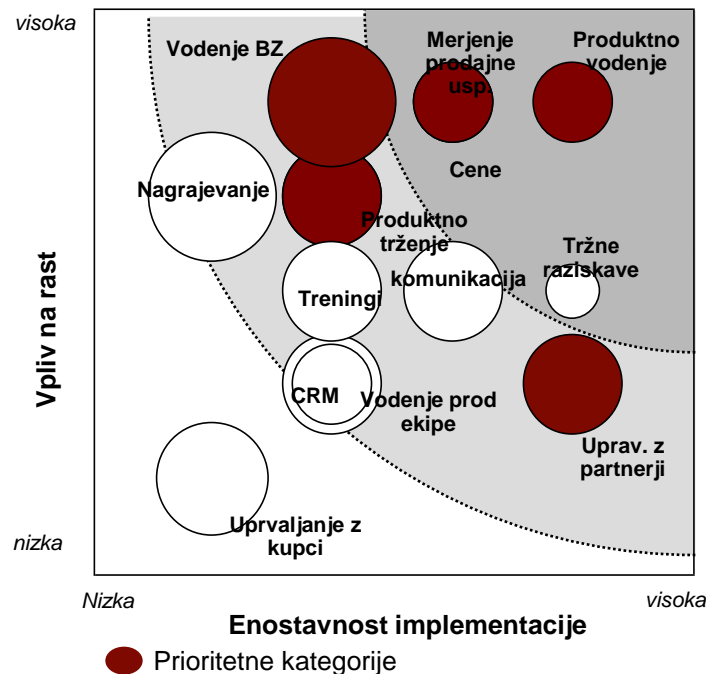 visoka
Vodenje BZ
Merjenje
prodajne
usp.
Produktno
vodenje
Cene
Nagrajevanje
Produktno
trženje
Tržne
raziskave
komunikacija
Treningi
CRM
Vodenje prod
ekipe
Uprav. z
partnerji
Uprvaljanje z
kupci
Vpliv na rast
nizka
Nizka
visoka
Enostavnost implementacije
Prioritetne kategorije